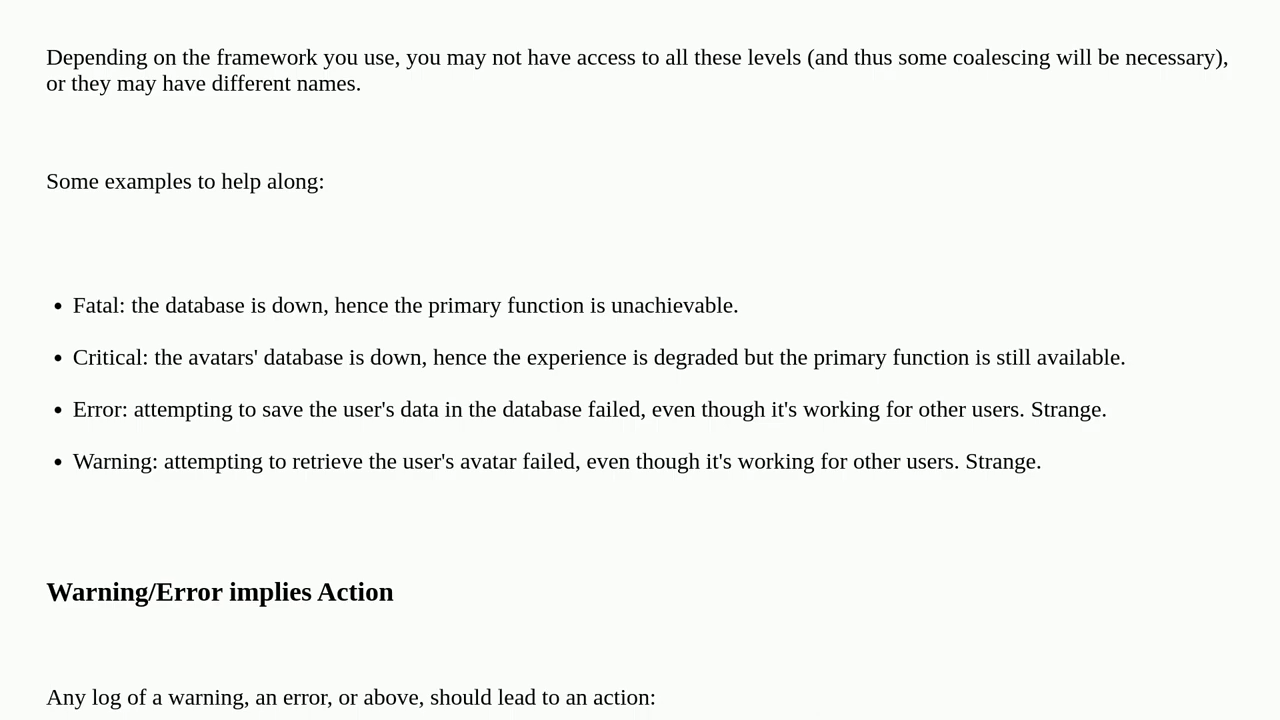 Depending on the framework you use, you may not have access to all these levels (and thus some coalescing will be necessary),
or they may have different names.
Some examples to help along:
• Fatal: the database is down, hence the primary function is unachievable.
• Critical: the avatars' database is down, hence the experience is degraded but the primary function is still available.
• Error: attempting to save the user's data in the database failed, even though it's working for other users. Strange.
• Warning: attempting to retrieve the user's avatar failed, even though it's working for other users. Strange.
Warning/Error implies Action
Any log of a warning, an error, or above, should lead to an action: